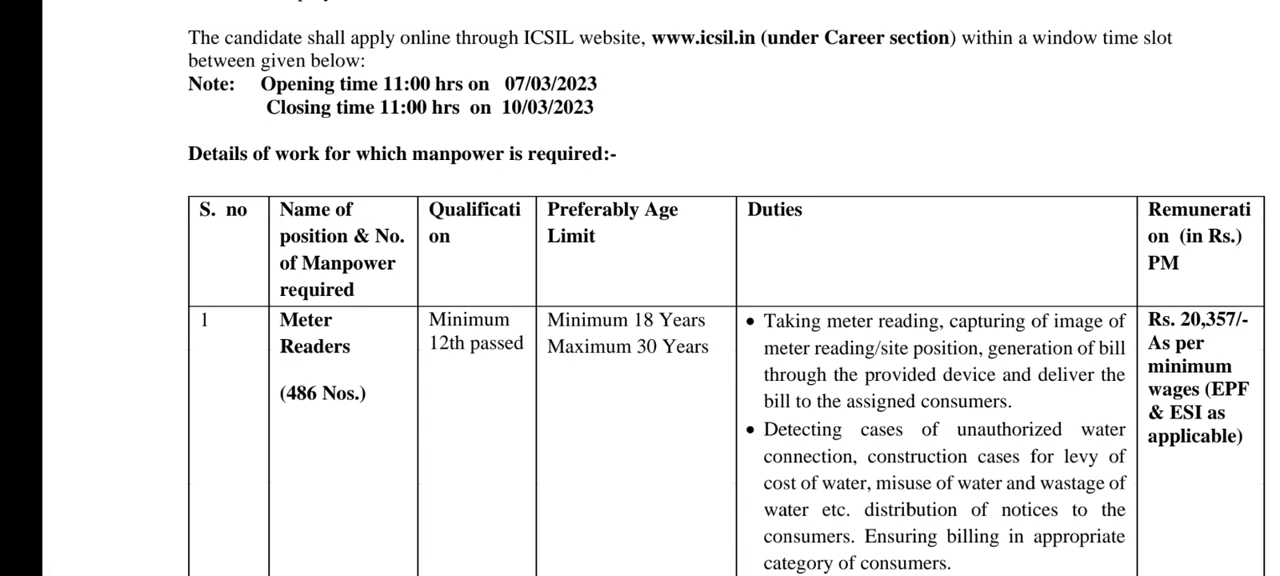 The candidate shall apply online through ICSIL website, www.icsil.in (under Career section) within a window time slot
between given below:
Note: Opening time 11:00 hrs on 07/03/2023
Closing time 11:00 hrs on 10/03/2023
Details of work for which manpower is required:-
S. no
Name of
position & No.
of Manpower
required
Qualificati
on
Preferably Age
Limit
Duties
Remunerati
on (in Rs.)
PM
1
Meter
Readers
(486 Nos.)
Minimum
12th passed
Minimum 18 Years
Maximum 30 Years
• Taking meter reading, capturing of image of
meter reading/site position, generation of bill
through the provided device and deliver the
bill to the assigned consumers.
• Detecting cases of unauthorized water
connection, construction cases for levy of
cost of water, misuse of water and wastage of
water etc. distribution of notices to the
consumers. Ensuring billing in appropriate
category of consumers.
Rs. 20,357/-
As per
minimum
wages (EPF
& ESI as
applicable)